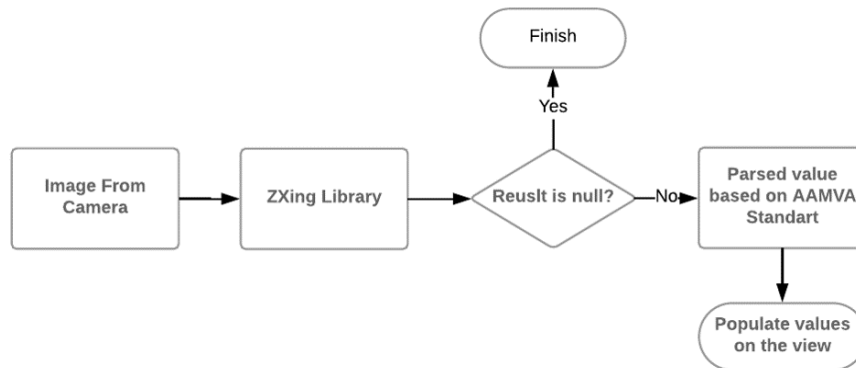 Finish
Yes
Image From
Camera
ZXing Library
Reuslt is null?
No
Parsed value
based on AAMVA
Standart
Populate values
on the view